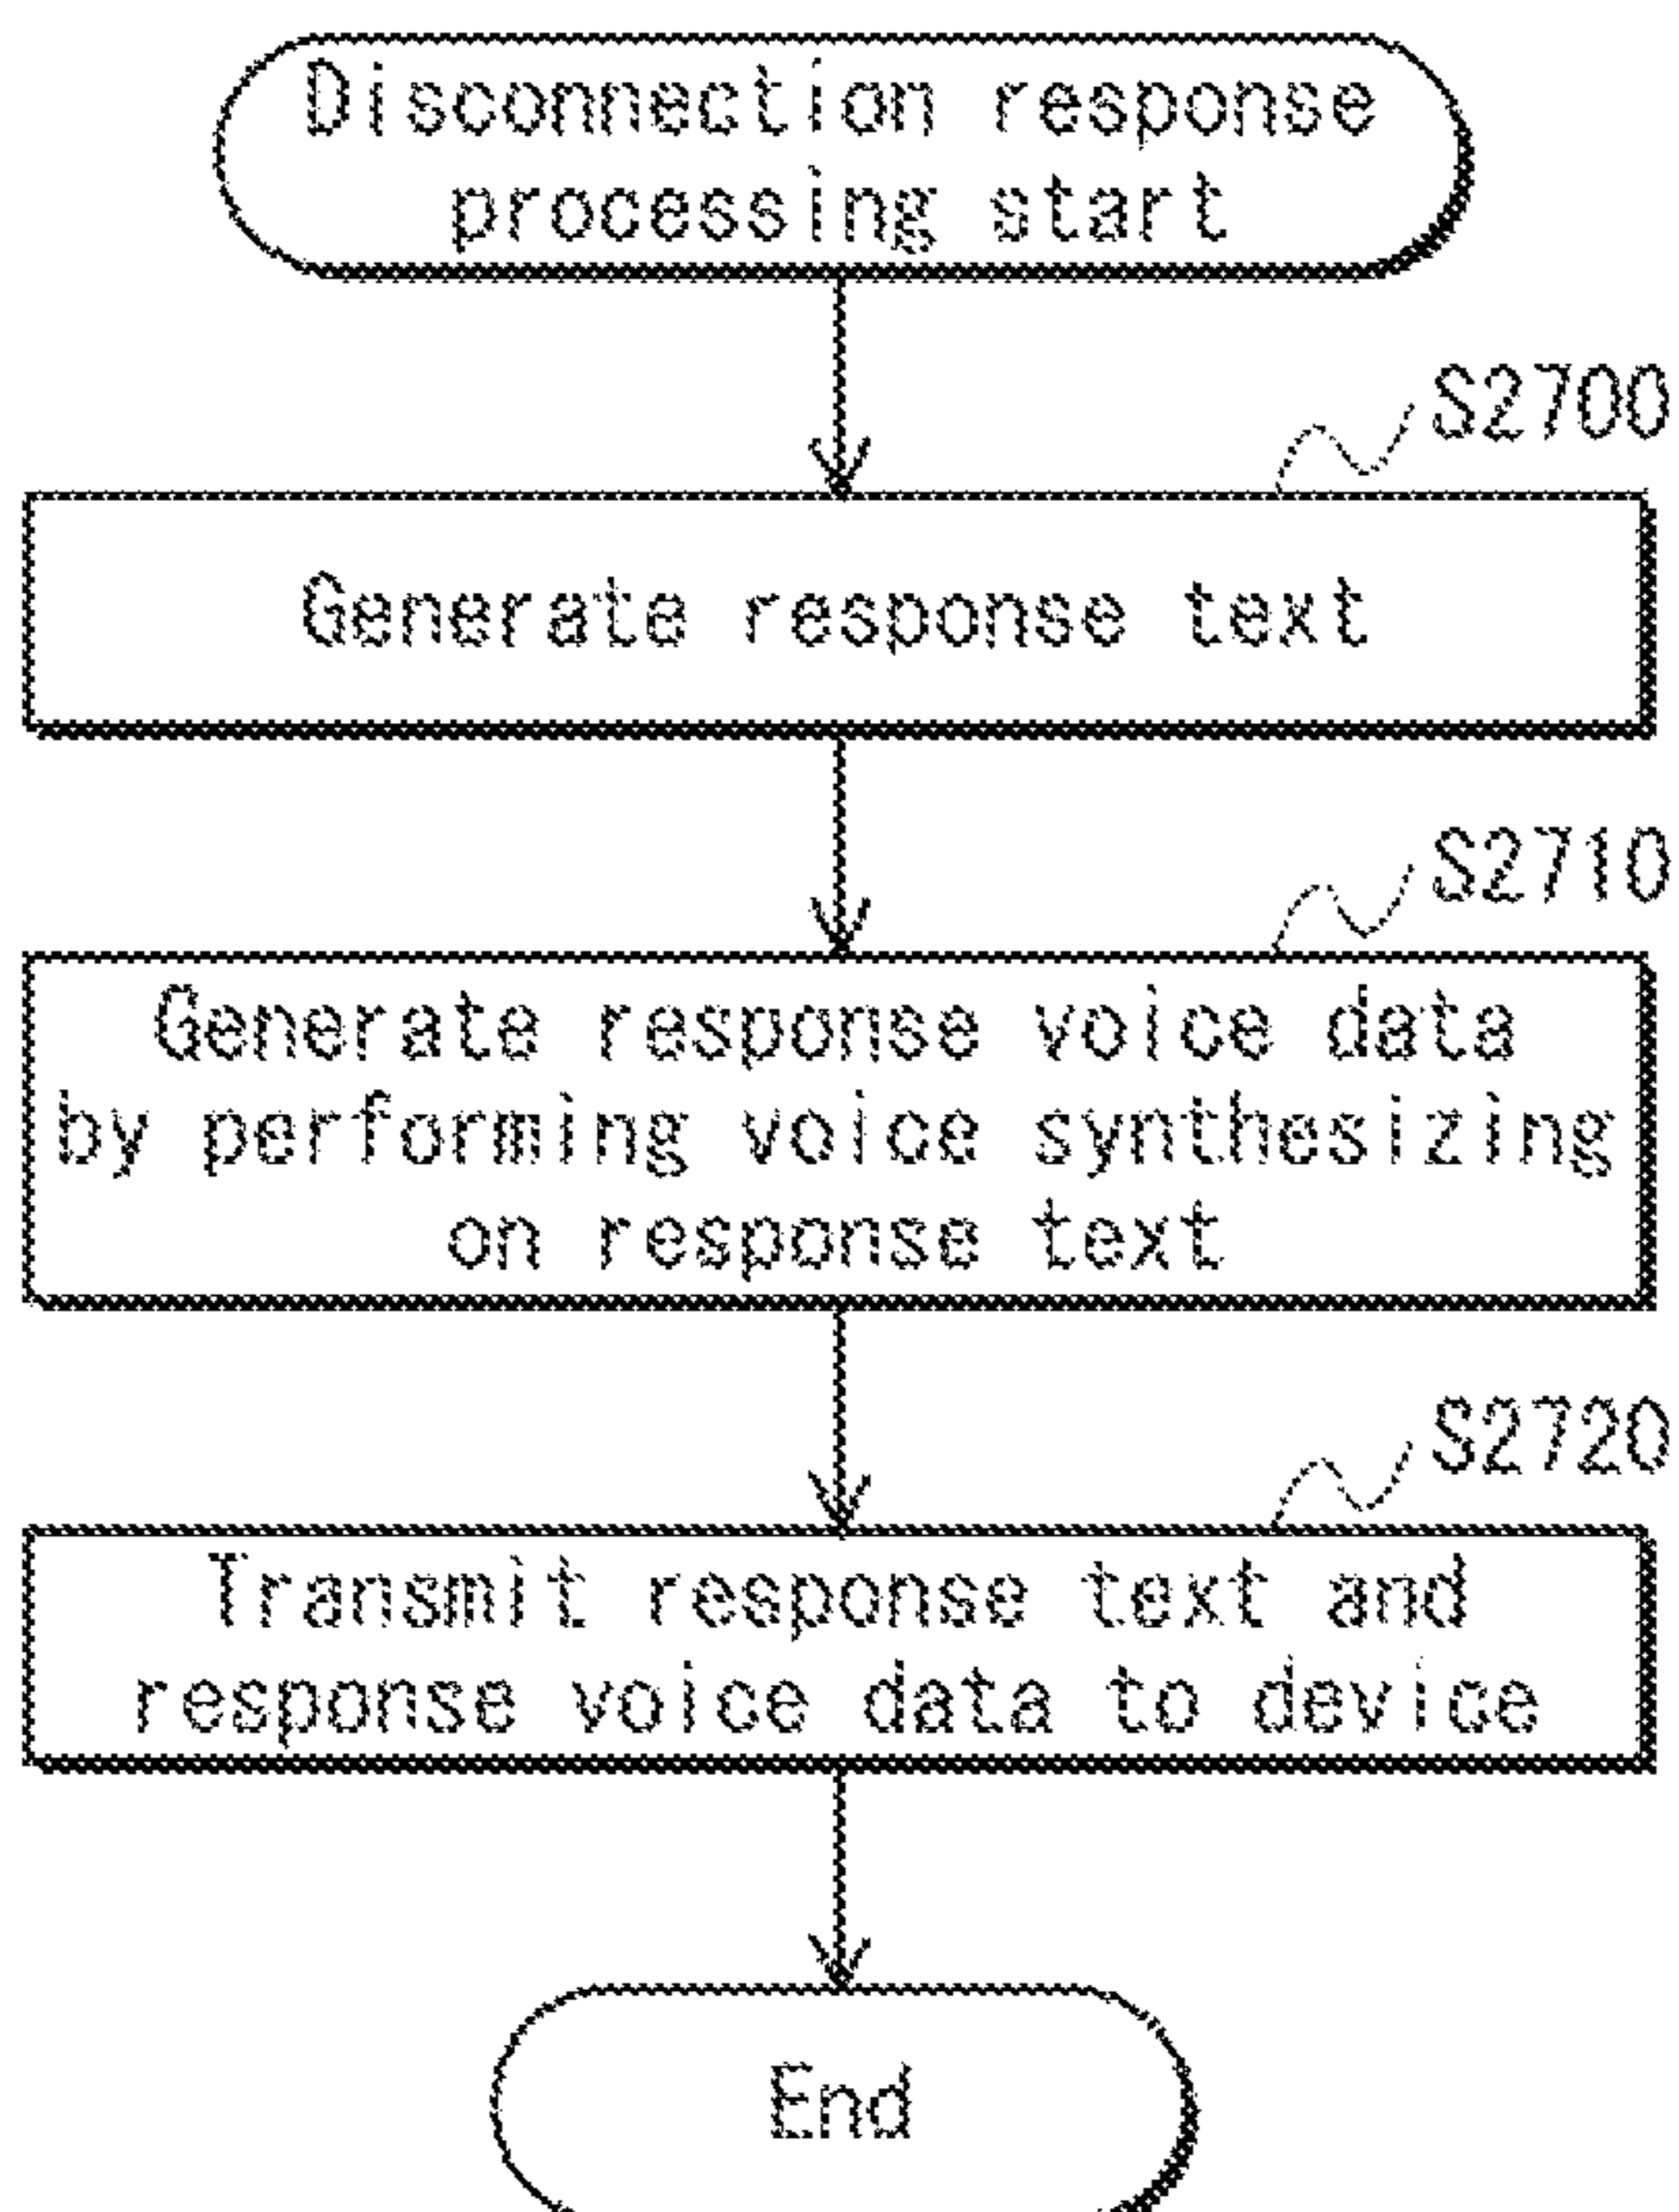 Disconnection response
processing start
S2700
Generate response text
S2710
Generate response voice data
by performing voice synthesizing
on response text
S2720
Transmit response text and
response voice data to device
End